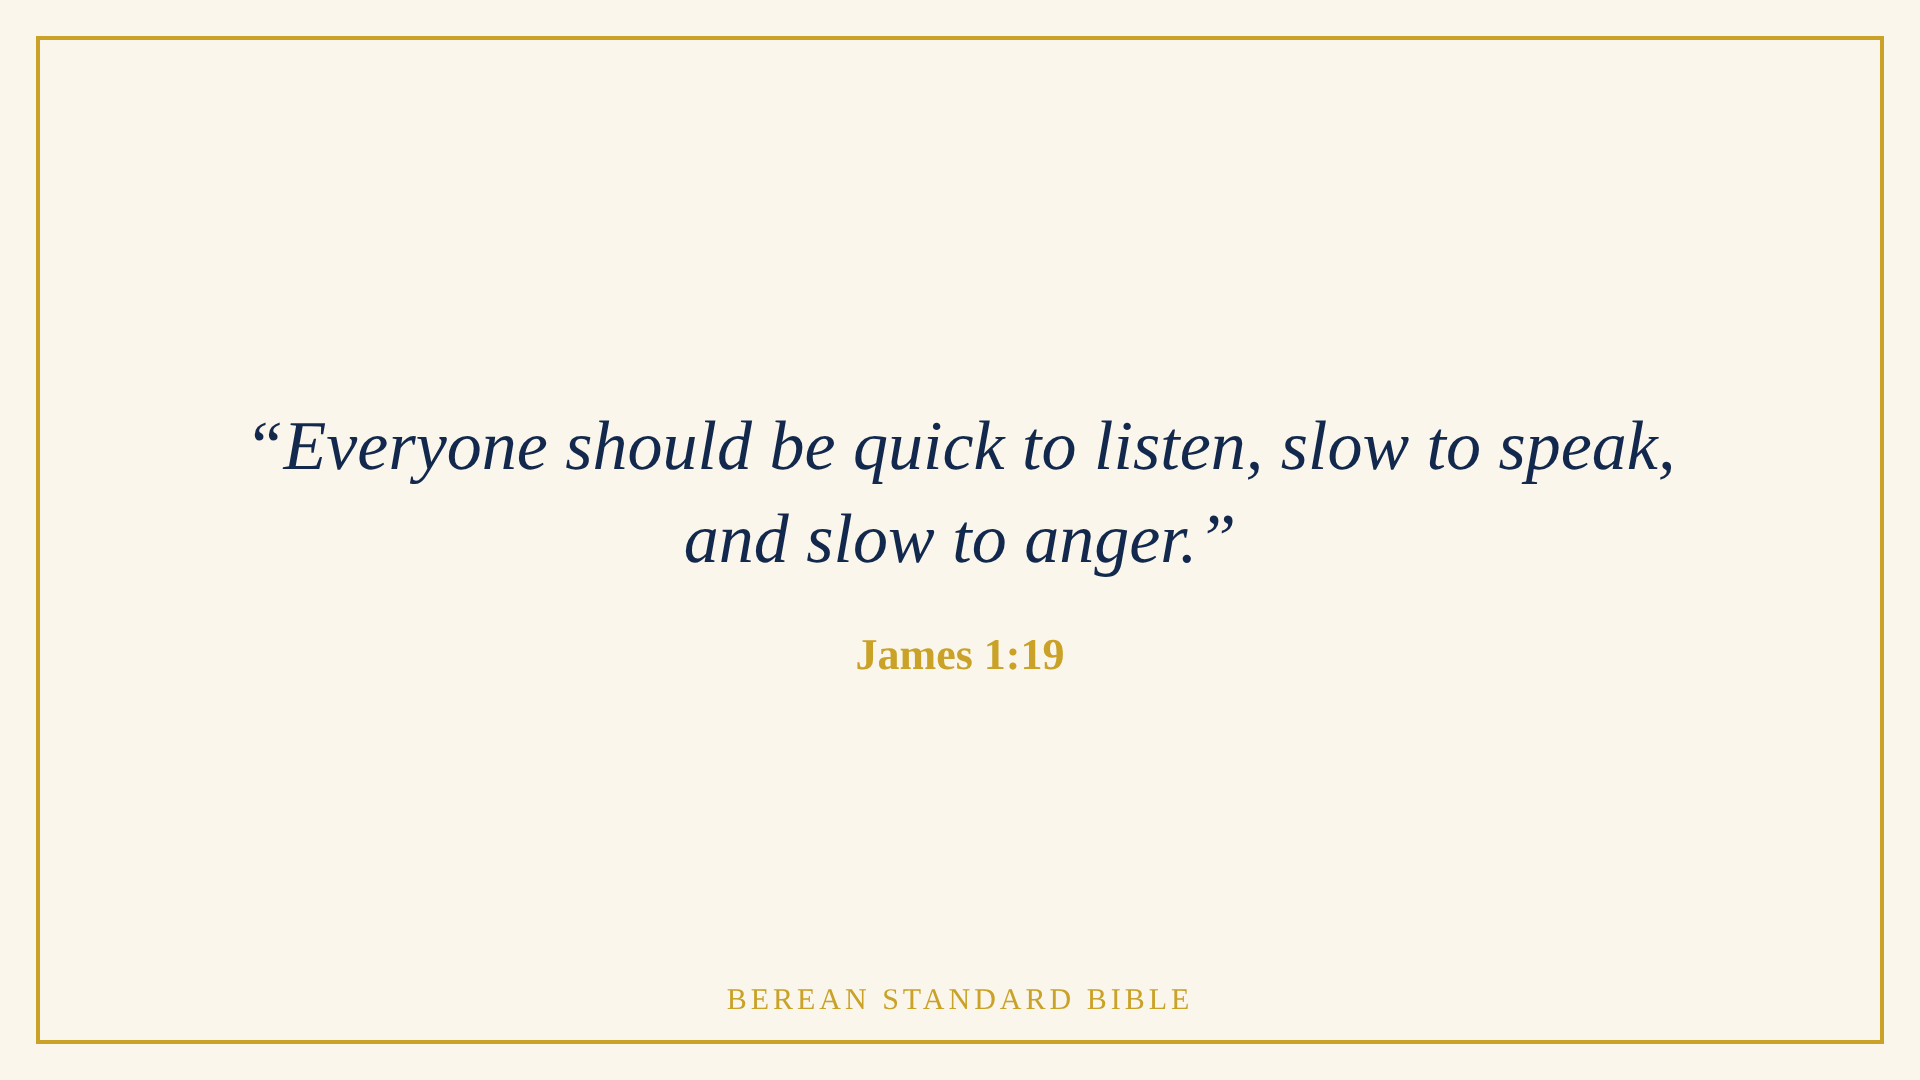 “Everyone should be quick to listen, slow to speak,
and slow to anger.”
James 1:19
BEREAN STANDARD BIBLE